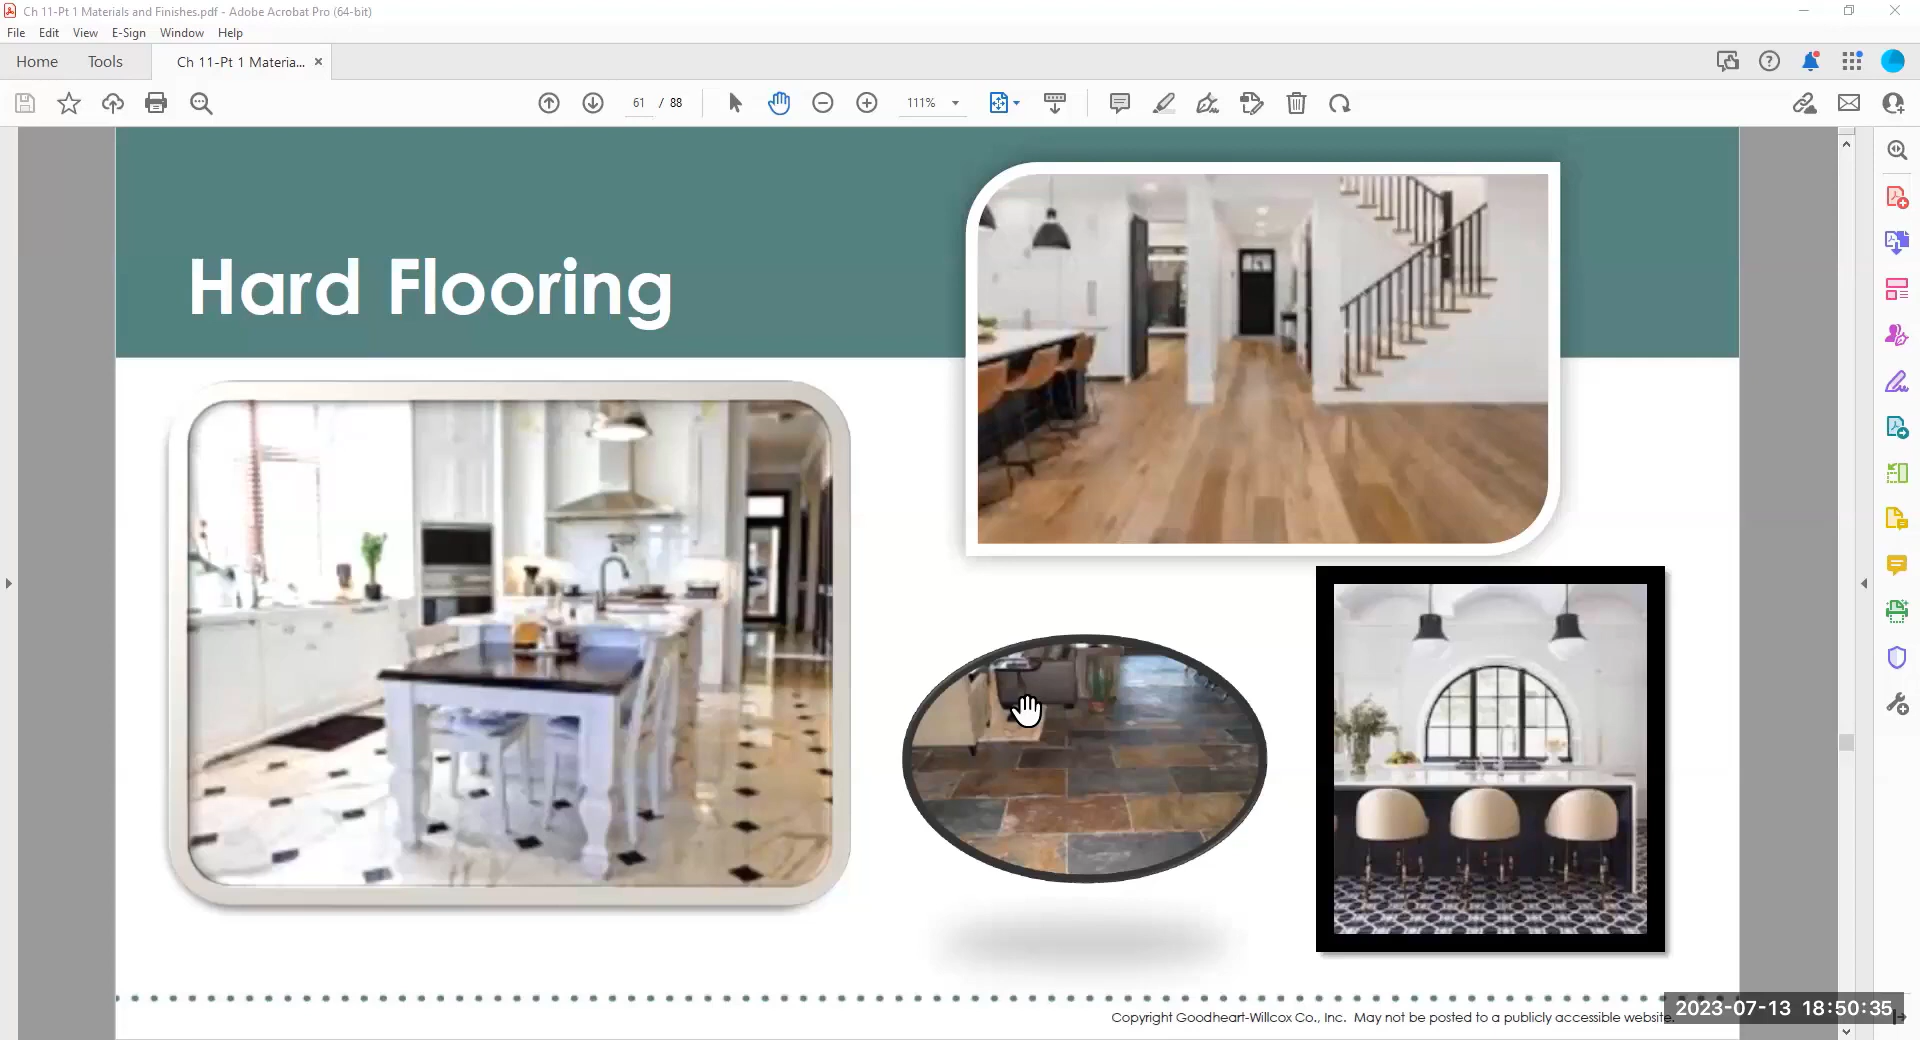 Ch 11-Pt 1 Materials and Finishes.pdf - Adobe Acrobat Pro (64-bit)
File Edit View E-Sign Window Help
Home Tools Ch 11-Pt 1 Materia...
61 / 88 111%
Hard Flooring
2023-07-13 18:50:35
Copyright Goodheart-Willcox Co., Inc. May not be posted to a publicly accessible website.